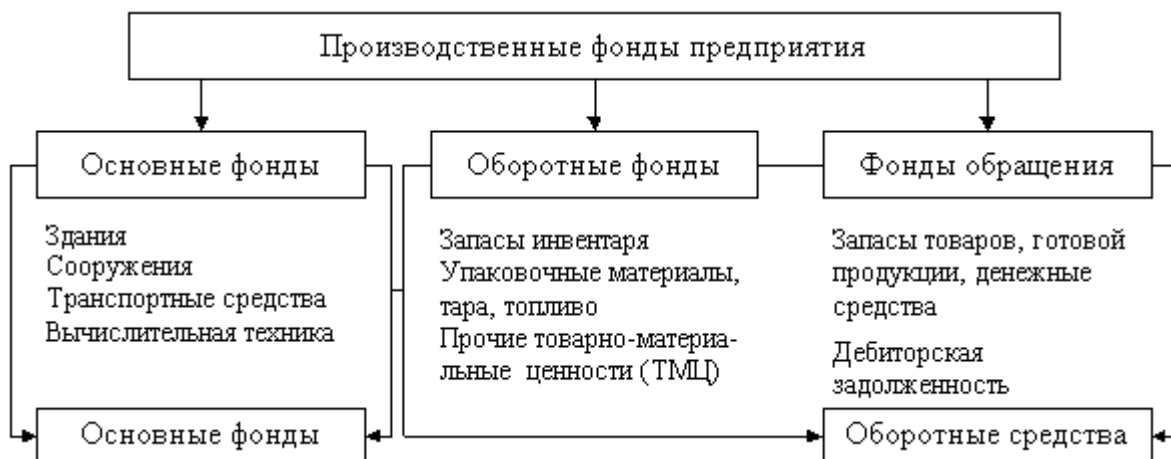 Производственные фонды предприятия
Основные фонды
Оборотные фонды
Фонды обращения
Здания
Сооружения
Транспортные средства
Вычислительная техника
Запасы инвентаря
Упаковочные материалы,
тара, топливо
Прочие товарно-материа-
льные ценности (ТМЦ)
Запасы товаров, готовой
продукции, денежные
средства
Дебиторская
задолженность
Основные фонды
Оборотные средства